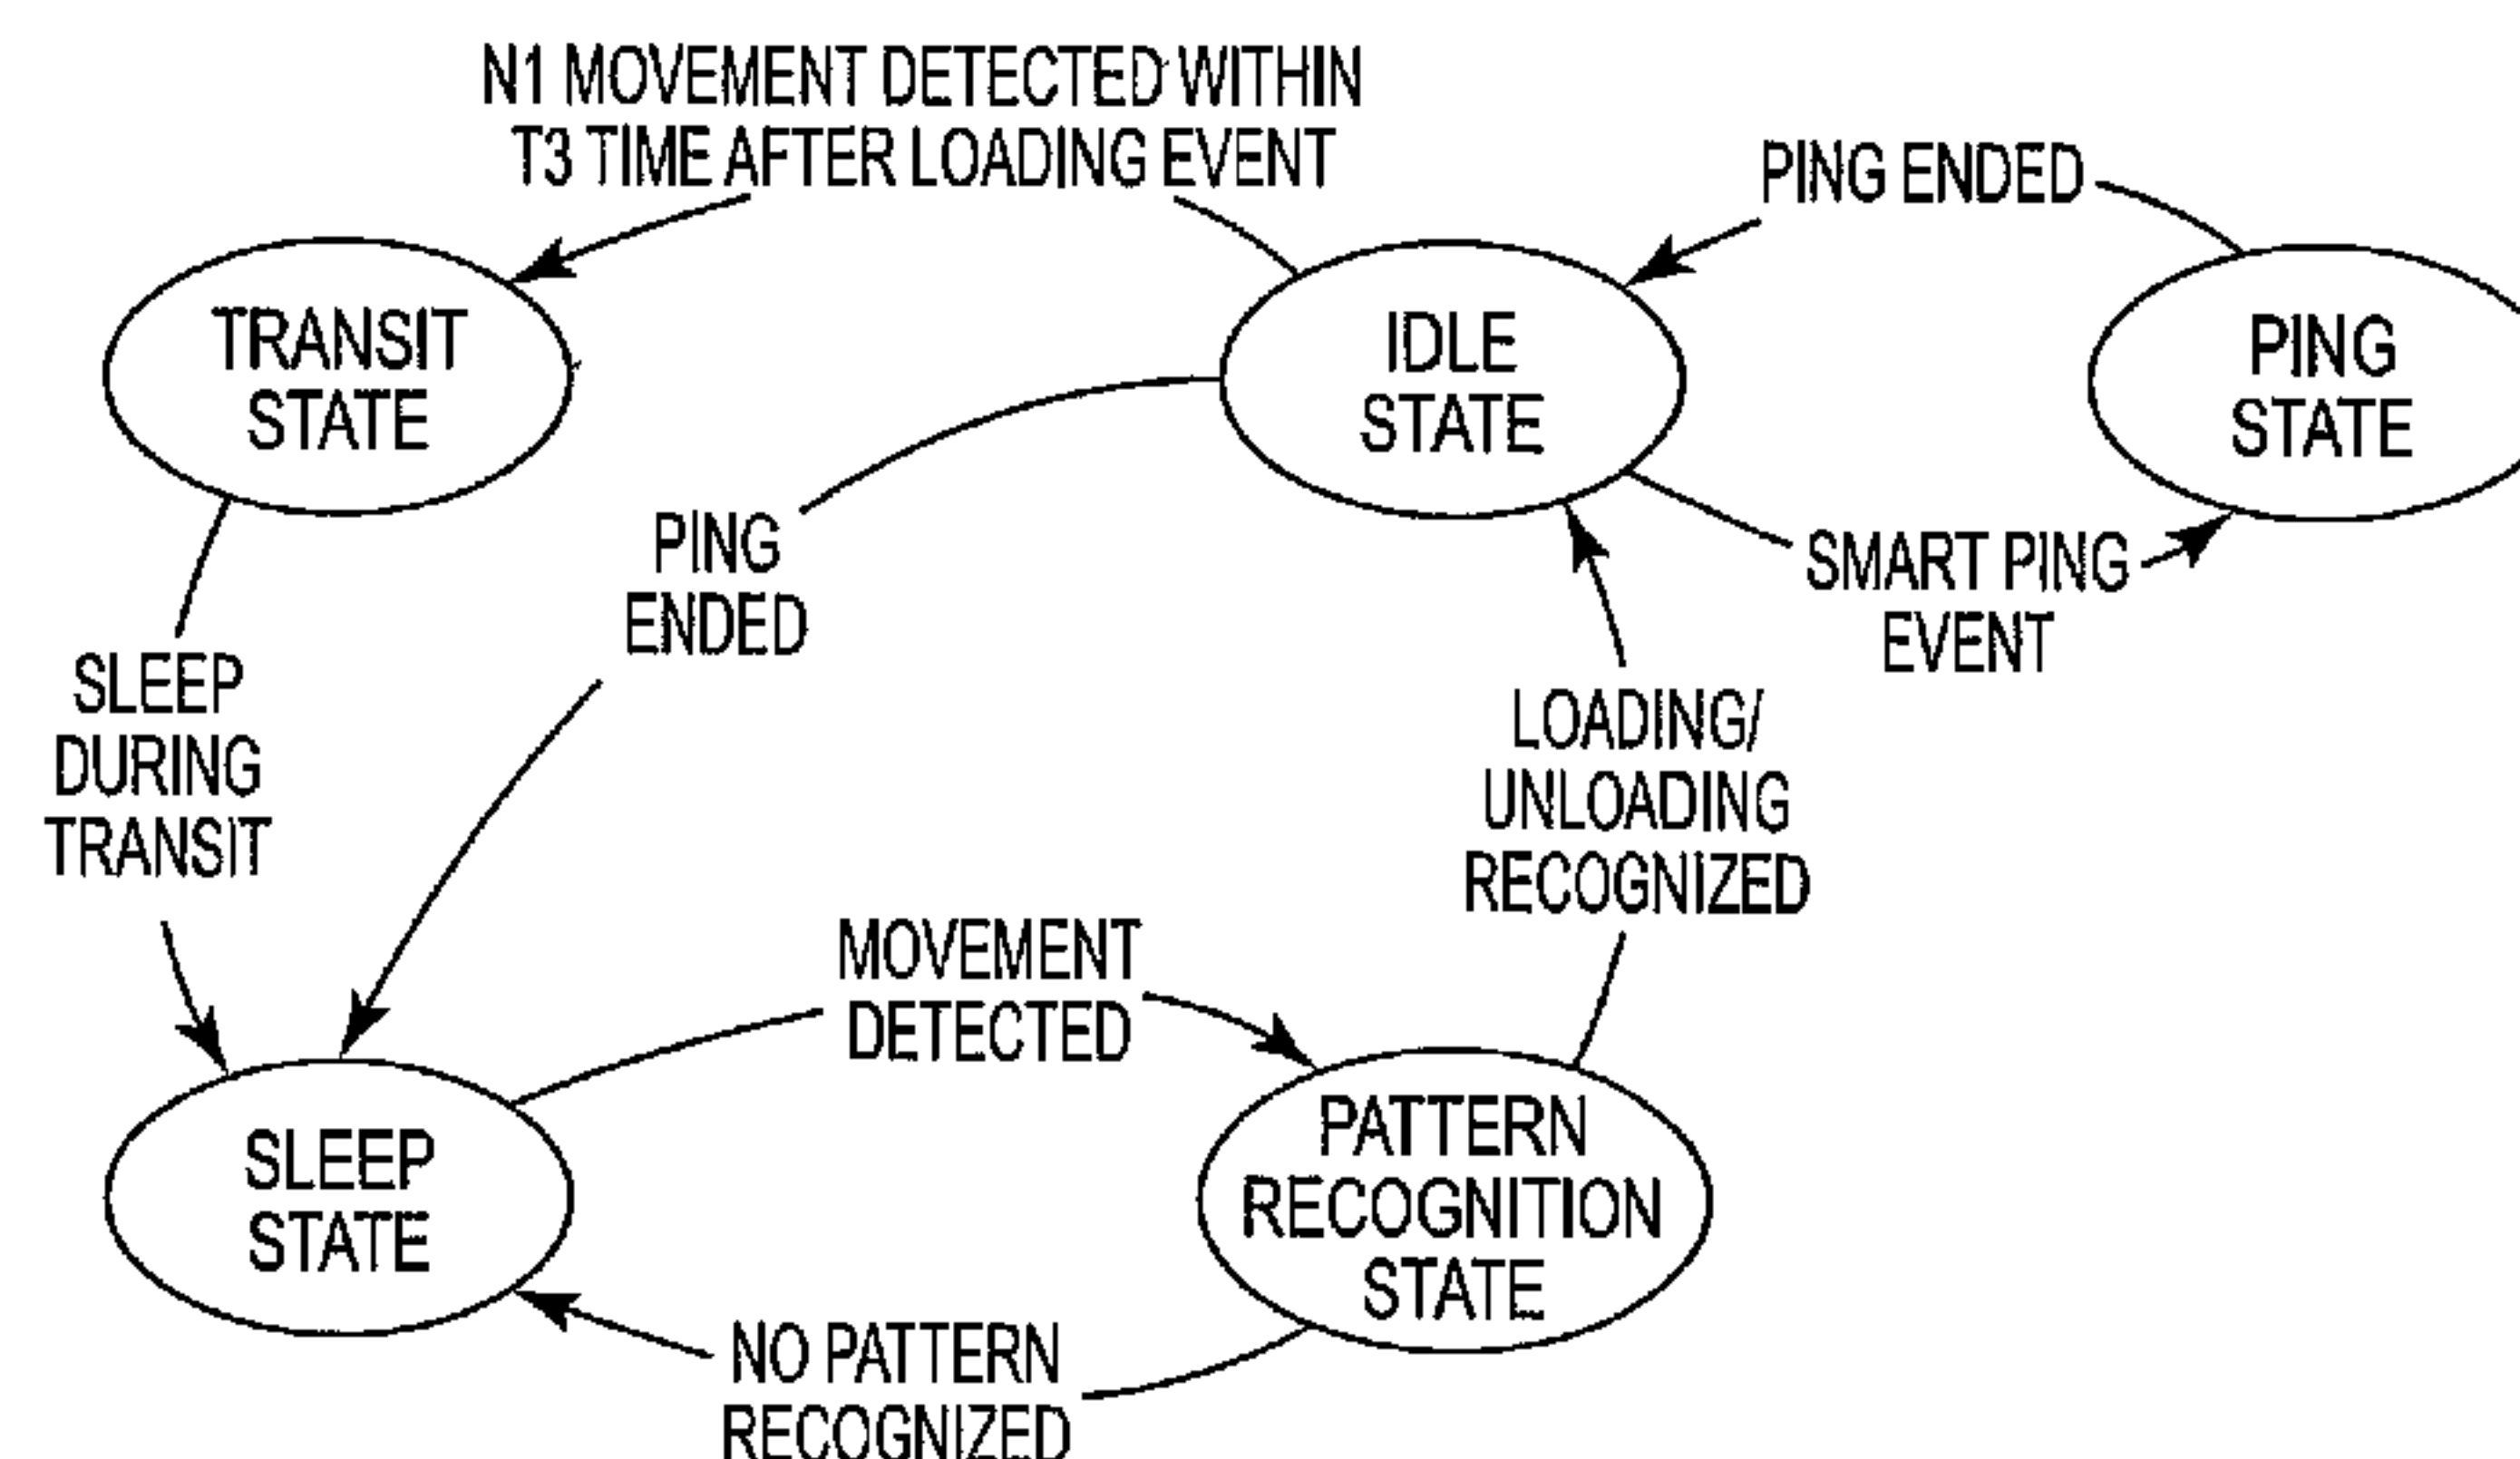 N1 MOVEMENT DETECTED WITHIN
T3 TIME AFTER LOADING EVENT
PING ENDED
TRANSIT
STATE
IDLE
STATE
PING
STATE
PING
ENDED
SMART PING
EVENT
SLEEP
DURING
TRANSIT
LOADING/
UNLOADING
RECOGNIZED
MOVEMENT
DETECTED
SLEEP
STATE
PATTERN
RECOGNITION
STATE
NO PATTERN
RECOGNIZED